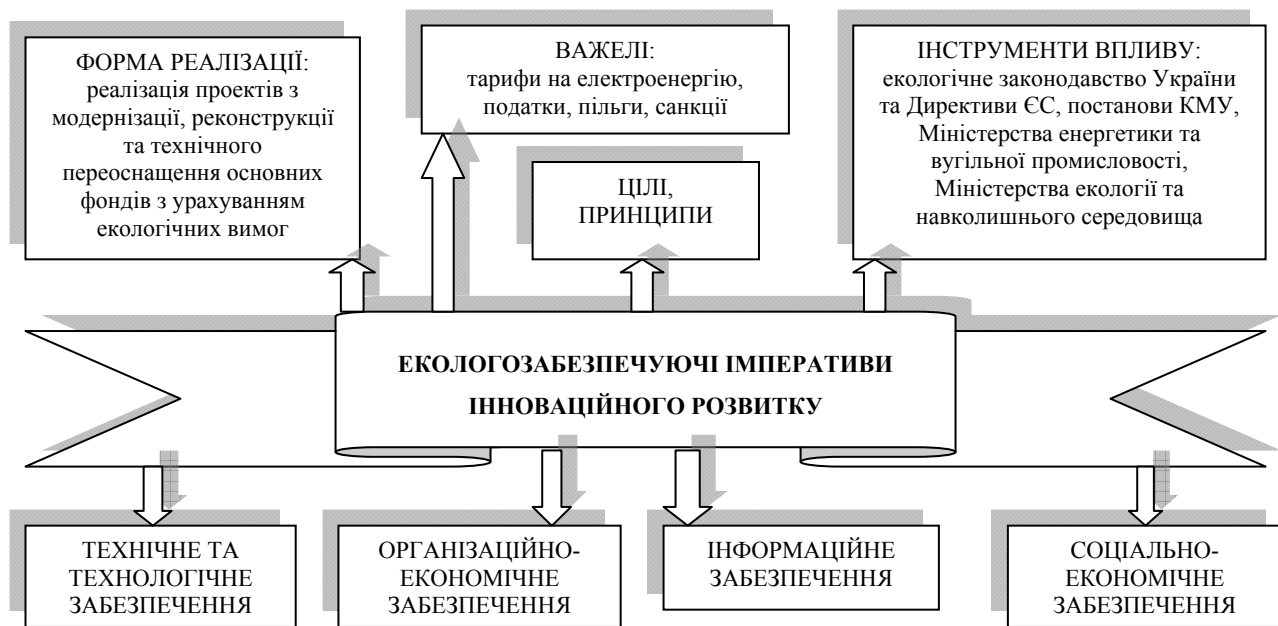 ФОРМА РЕАЛІЗАЦІЇ:
реалізація проектів з
модернізації, реконструкції
та технічного
переоснащення основних
фондів з урахуванням
екологічних вимог
ВАЖЕЛІ:
тарифи на електроенергію,
податки, пільги, санкції
ЦІЛІ,
ПРИНЦИПИ
ІНСТРУМЕНТИ ВПЛИВУ:
екологічне законодавство України
та Директиви ЄС, постанови КМУ,
Міністерства енергетики та
вугільної промисловості,
Міністерства екології та
навколишнього середовища
ЕКОЛОГОЗАБЕЗПЕЧУЮЧІ ІМПЕРАТИВИ
ІННОВАЦІЙНОГО РОЗВИТКУ
ТЕХНІЧНЕ ТА
ТЕХНОЛОГІЧНЕ
ЗАБЕЗПЕЧЕННЯ
ОРГАНІЗАЦІЙНО-
ЕКОНОМІЧНЕ
ЗАБЕЗПЕЧЕННЯ
ІНФОРМАЦІЙНЕ
ЗАБЕЗПЕЧЕННЯ
СОЦІАЛЬНО-
ЕКОНОМІЧНЕ
ЗАБЕЗПЕЧЕННЯ